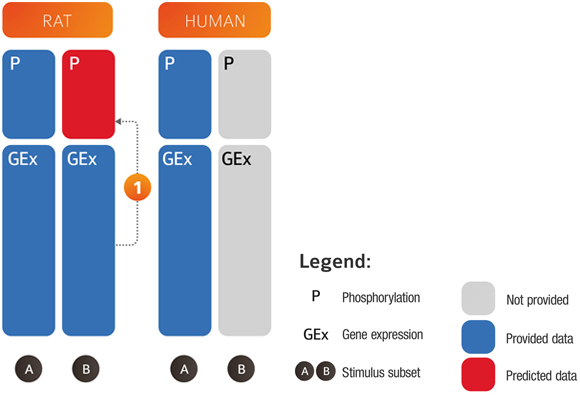 RAT HUMAN
P P P P
GEx GEx GEx GEx
1
A B A B
Legend:
P Phosphorylation
GEx Gene expression
A B Stimulus subset
Not provided
Provided data
Predicted data